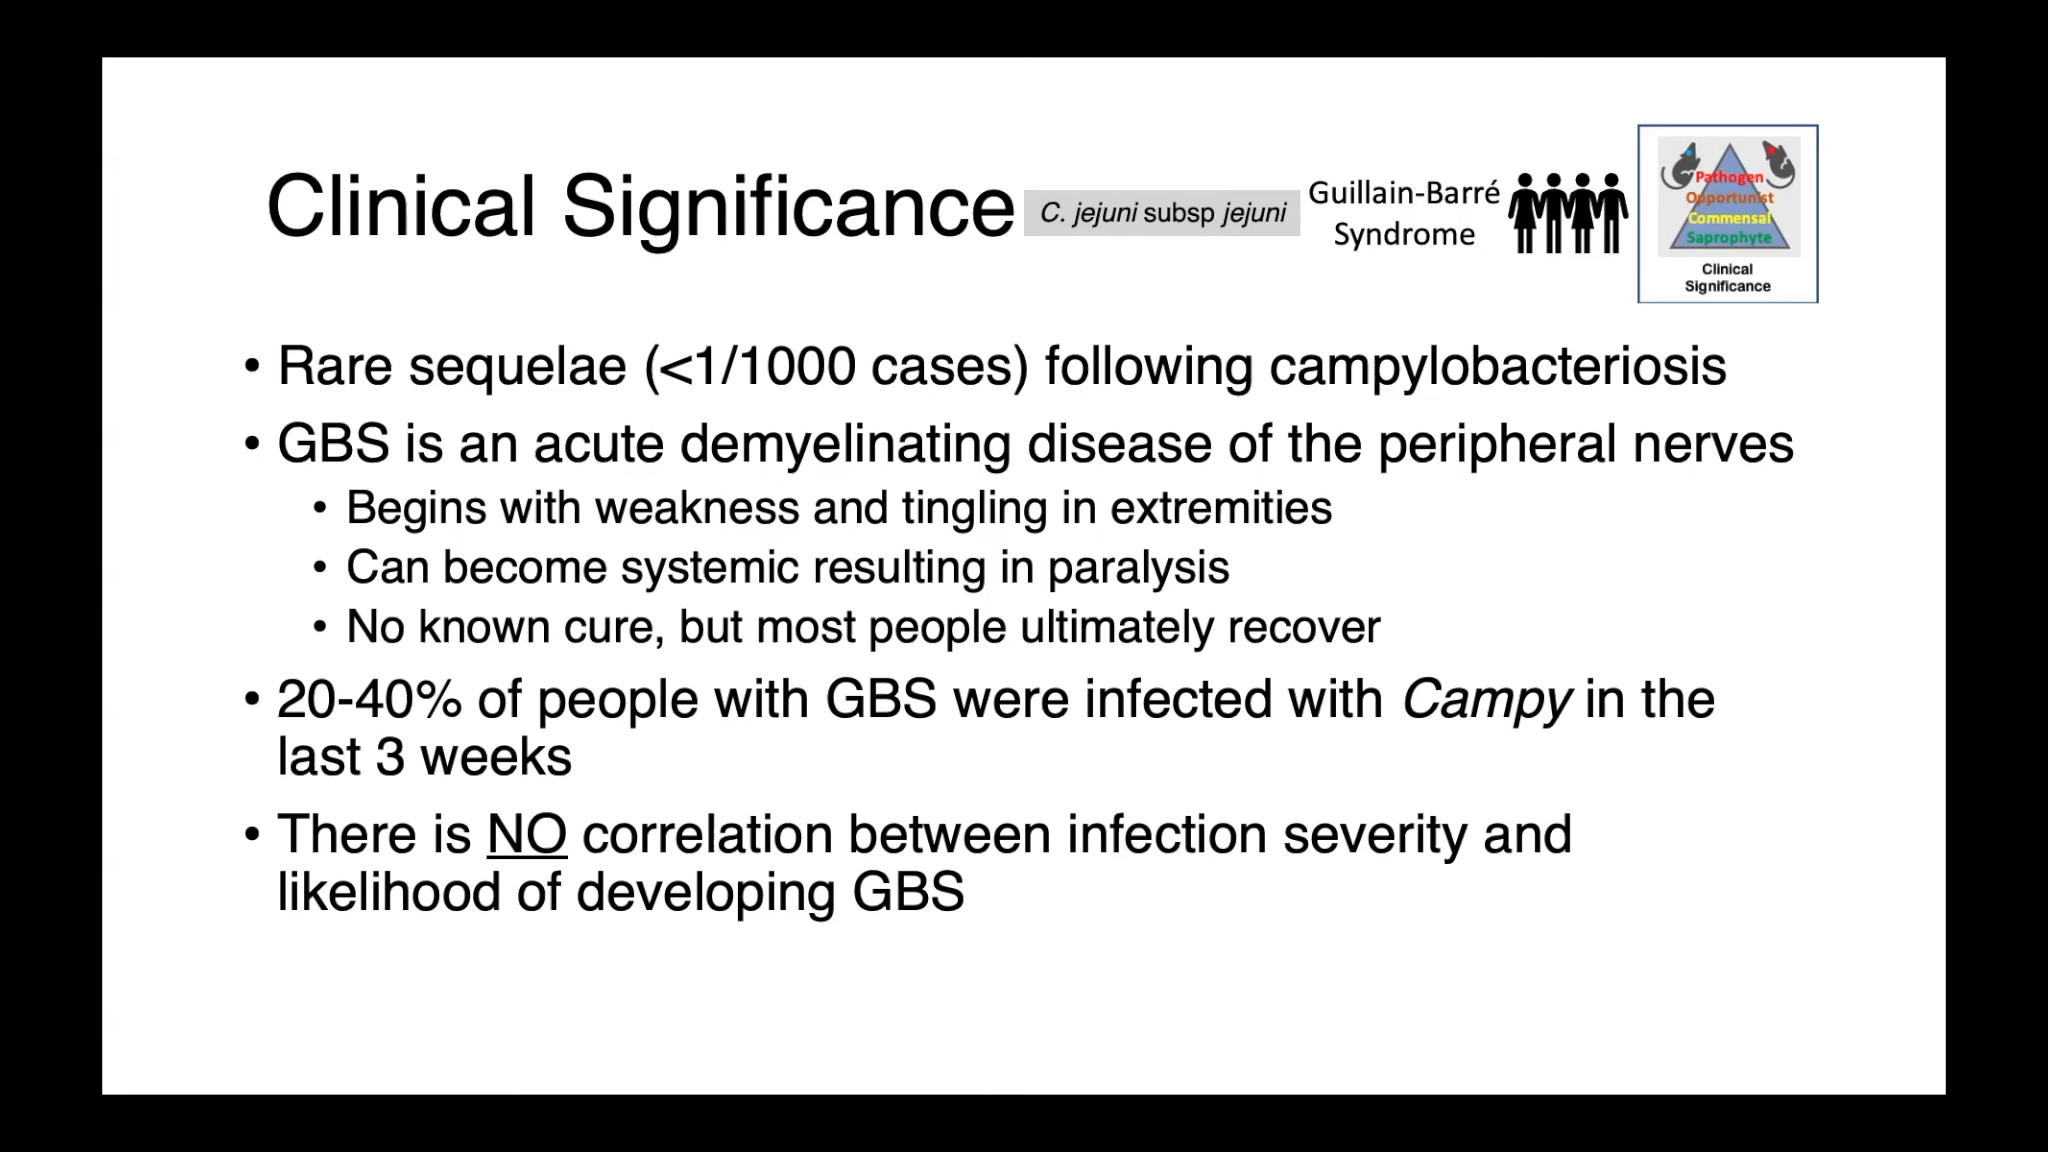 Clinical Significance
C. jejuni subsp jejuni
Guillain-Barré
Syndrome
Pathogen
Opportunist
Commensal
Saprophyte
Clinical
Significance
• Rare sequelae (<1/1000 cases) following campylobacteriosis
• GBS is an acute demyelinating disease of the peripheral nerves
• Begins with weakness and tingling in extremities
• Can become systemic resulting in paralysis
• No known cure, but most people ultimately recover
• 20-40% of people with GBS were infected with Campy in the
last 3 weeks
• There is NO correlation between infection severity and
likelihood of developing GBS